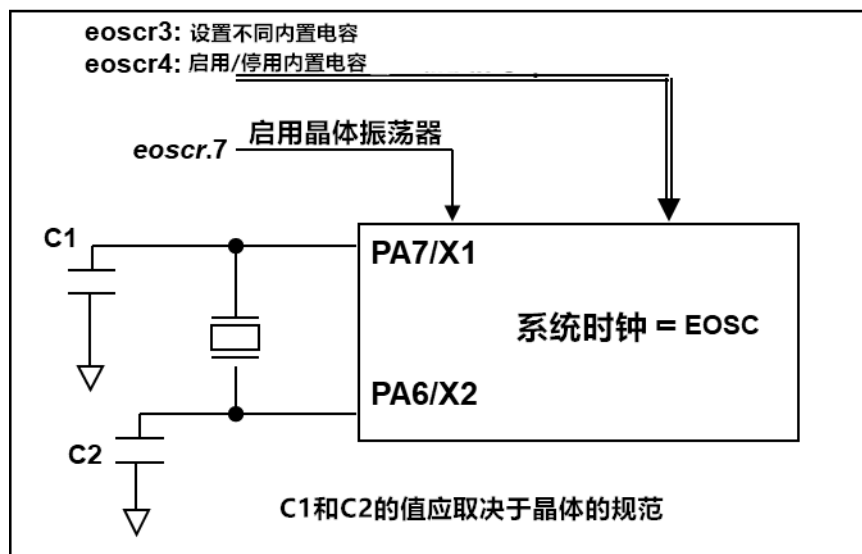 eoscr3: 设置不同内置电容
eoscr4: 启用/停用内置电容
eoscr.7 启用晶体振荡器
C1
PA7/X1
系统时钟 = EOSC
PA6/X2
C2
C1和C2的值应取决于晶体的规范